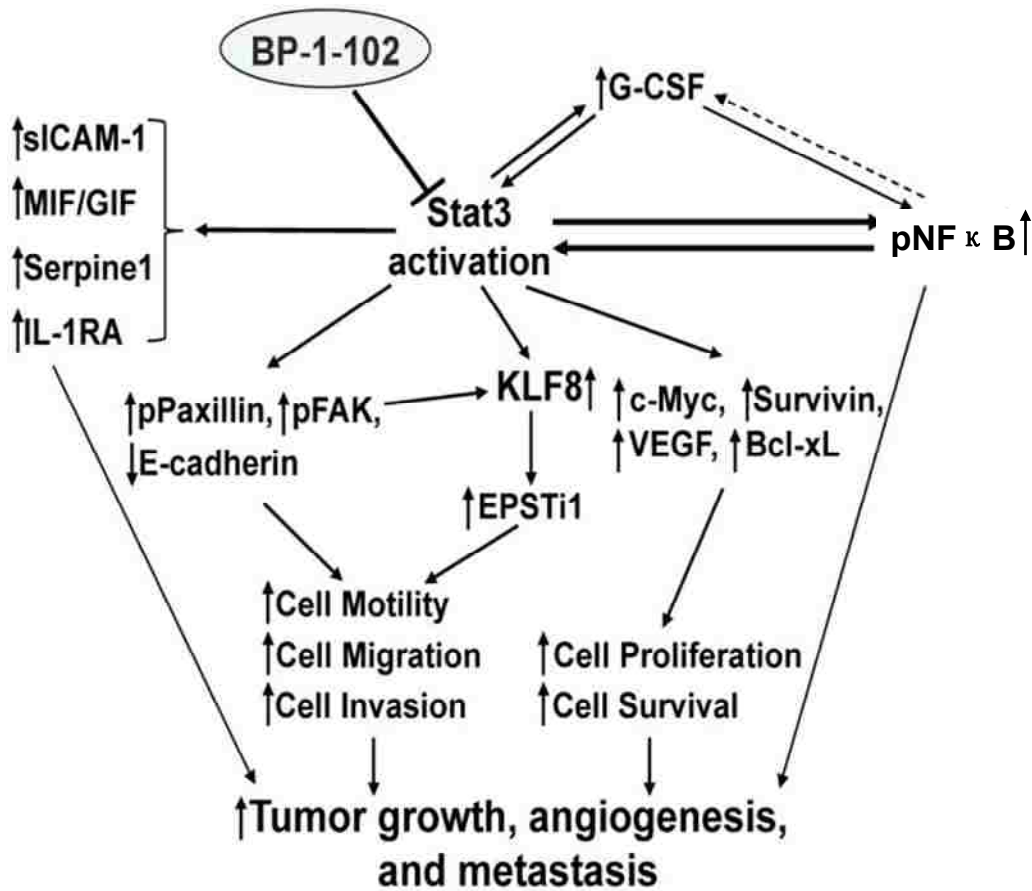 BP-1-102
↑G-CSF
↑sICAM-1
↑MIF/GIF
↑Serpine1
↑IL-1RA
Stat3
activation
pNFκB↑
↑pPaxillin, ↑pFAK,
↓E-cadherin
KLF8↑
↑EPSTi1
↑c-Myc, ↑Survivin,
↑VEGF, ↑Bcl-xL
↑Cell Motility
↑Cell Migration
↑Cell Invasion
↑Cell Proliferation
↑Cell Survival
↑Tumor growth, angiogenesis,
and metastasis